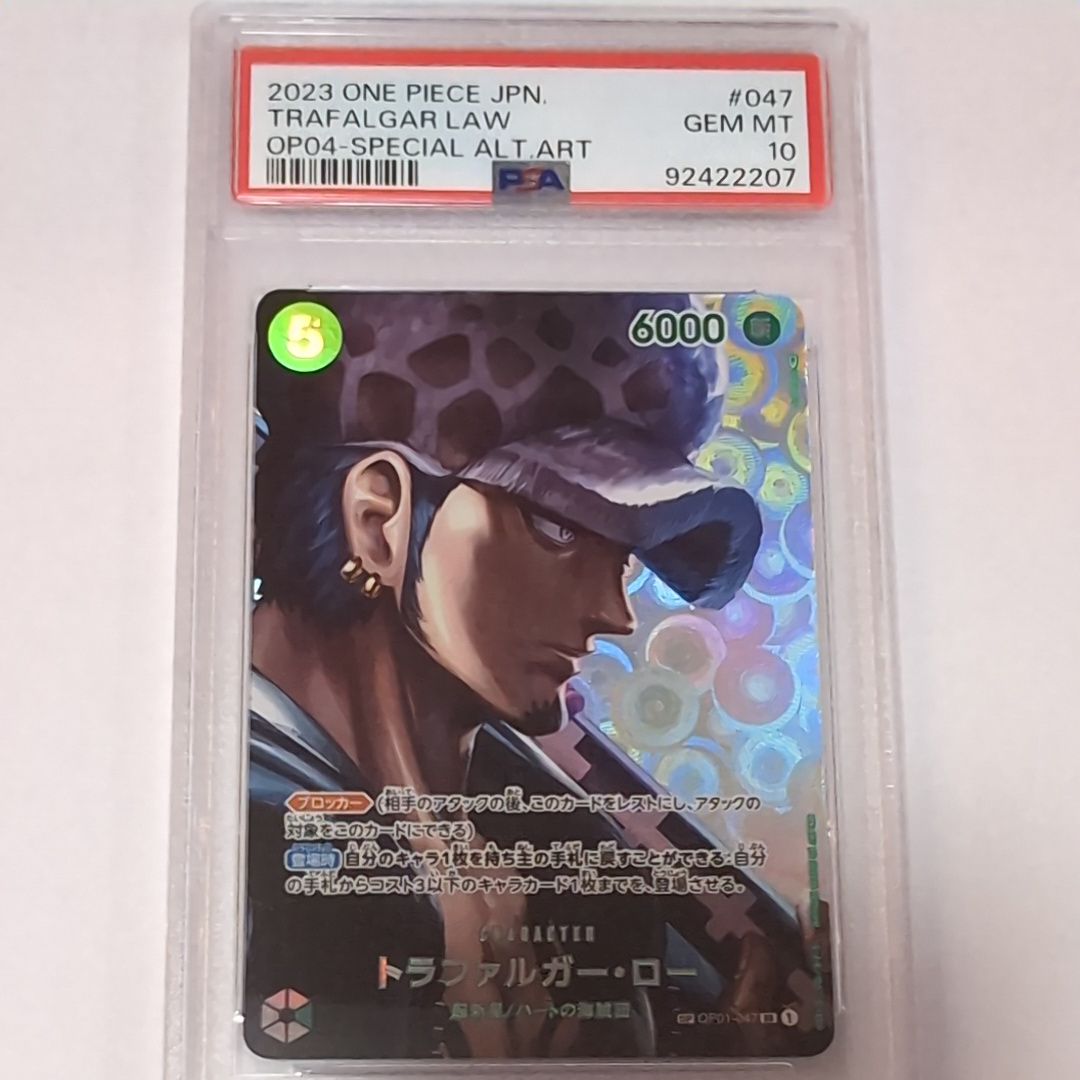 2023 ONE PIECE JPN. #047
TRAFALGAR LAW GEM MT
OP04-SPECIAL ALT.ART 10
PSA 92422207
5 6000 斬
ブロッカー (相手のアタックの後、このカードをレストにし、アタックの
対象をこのカードにできる)
登場時 自分のキャラ1枚を持ち主の手札に戻すことができる:自分
の手札からコスト3以下のキャラカード1枚までを、登場させる。
CHARACTER
トラファルガー・ロー
超新星/ハートの海賊団
SP OP01-047 1